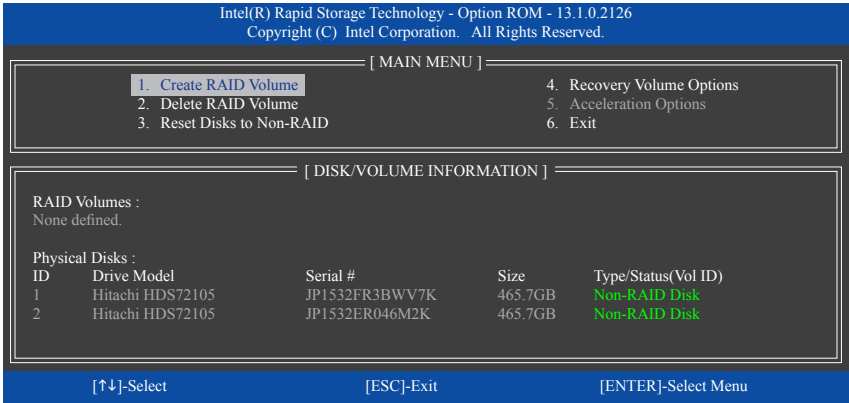 Intel(R) Rapid Storage Technology - Option ROM - 13.1.0.2126
Copyright (C) Intel Corporation. All Rights Reserved.
[ MAIN MENU ]
1. Create RAID Volume
2. Delete RAID Volume
3. Reset Disks to Non-RAID
4. Recovery Volume Options
5. Acceleration Options
6. Exit
[ DISK/VOLUME INFORMATION ]
RAID Volumes :
None defined.
Physical Disks :
ID Drive Model Serial # Size Type/Status(Vol ID)
1 Hitachi HDS72105 JP1532FR3BWV7K 465.7GB Non-RAID Disk
2 Hitachi HDS72105 JP1532ER046M2K 465.7GB Non-RAID Disk
[↑↓]-Select [ESC]-Exit [ENTER]-Select Menu